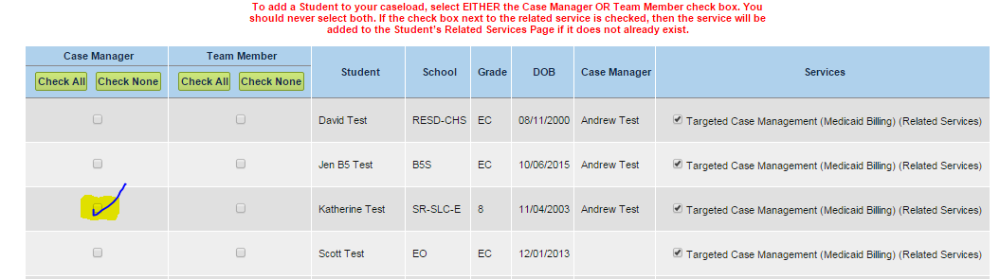 To add a Student to your caseload, select EITHER the Case Manager OR Team Member check box. You
should never select both. If the check box next to the related service is checked, then the service will
be added to the Student's Related Services Page if it does not already exist.
Case Manager Team Member Student School Grade DOB Case Manager Services
Check All Check None Check All Check None
David Test RESD-CHS EC 08/11/2000 Andrew Test Targeted Case Management (Medicaid Billing) (Related Services)
Jen B5 Test B5S EC 10/06/2015 Andrew Test Targeted Case Management (Medicaid Billing) (Related Services)
Katherine Test SR-SLC-E 8 11/04/2003 Andrew Test Targeted Case Management (Medicaid Billing) (Related Services)
Scott Test EO EC 12/01/2013 Targeted Case Management (Medicaid Billing) (Related Services)